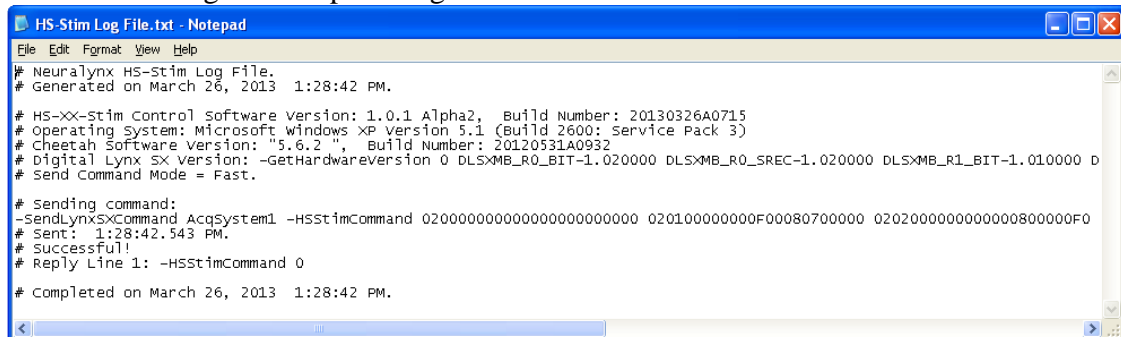 HS-Stim Log File.txt - Notepad
File Edit Format View Help
# Neuralynx HS-Stim Log File.
# Generated on March 26, 2013 1:28:42 PM.
# HS-XX-Stim Control Software Version: 1.0.1 Alpha2, Build Number: 20130326A0715
# Operating System: Microsoft Windows XP Version 5.1 (Build 2600: Service Pack 3)
# Cheetah Software Version: "5.6.2 ", Build Number: 20120531A0932
# Digital Lynx SX Version: -GetHardwareVersion 0 DLSXMB_R0_BIT-1.020000 DLSXMB_R0_SREC-1.020000 DLSXMB_R1_BIT-1.010000 D
# Send Command Mode = Fast.
# Sending command:
-SendLynxSXCommand AcqSystem1 -HSStimCommand 020000000000000000000000 020100000000F00080700000 0202000000000000800000F0
# Sent: 1:28:42.543 PM.
# Successful!
# Reply Line 1: -HSStimCommand 0
# Completed on March 26, 2013 1:28:42 PM.